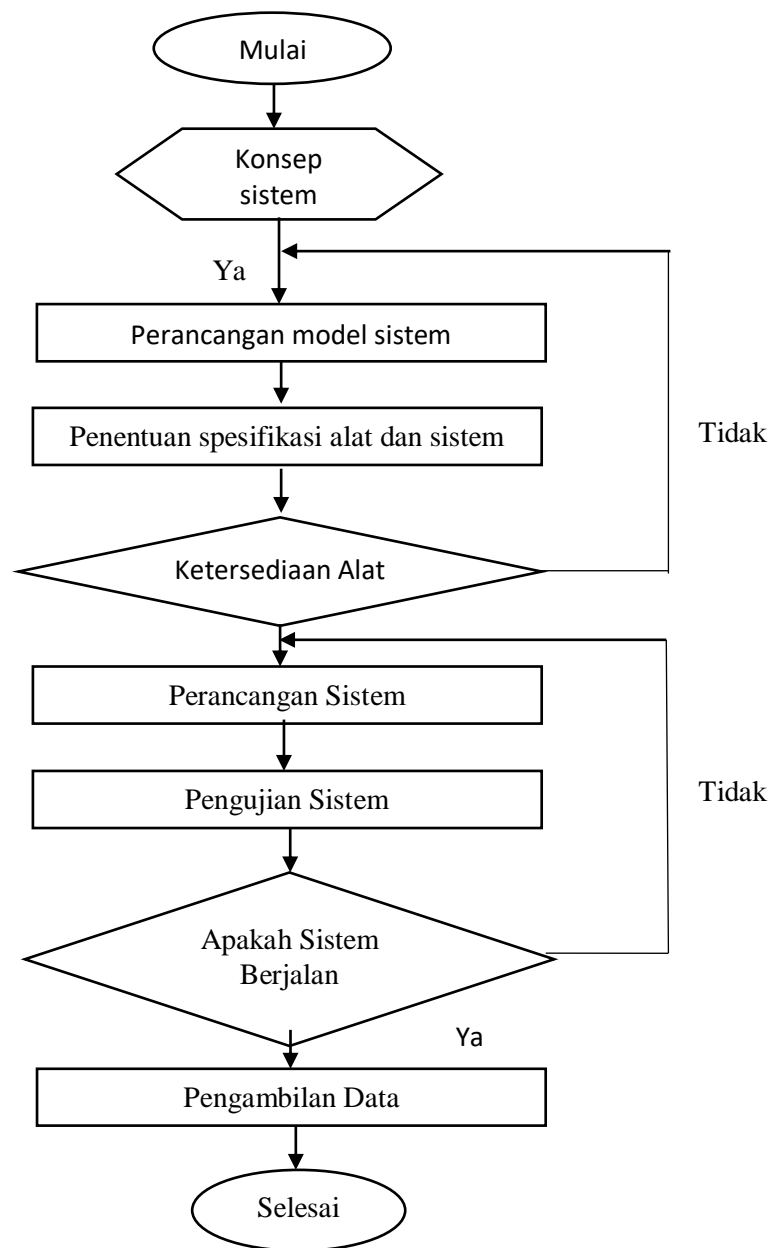 Mulai
Konsep
sistem
Ya
Perancangan model sistem
Penentuan spesifikasi alat dan sistem
Tidak
Ketersediaan Alat
Perancangan Sistem
Pengujian Sistem
Tidak
Apakah Sistem
Berjalan
Ya
Pengambilan Data
Selesai